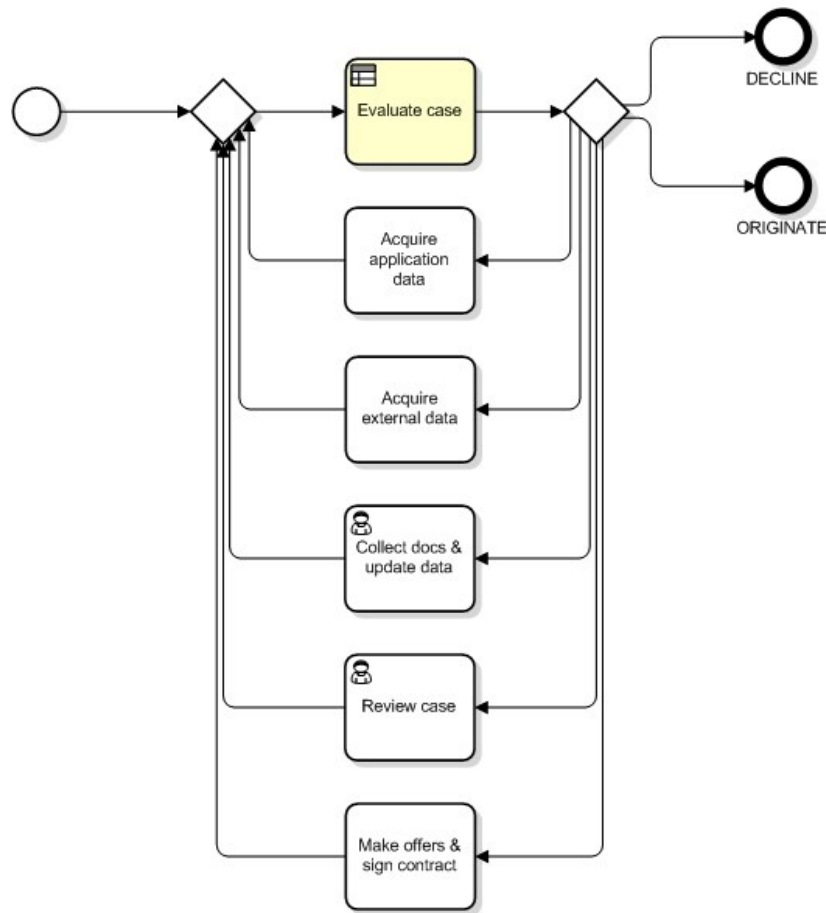 DECLINE
Evaluate case
ORIGINATE
Acquire
application
data
Acquire
external data
Collect docs &
update data
Review case
Make offers &
sign contract